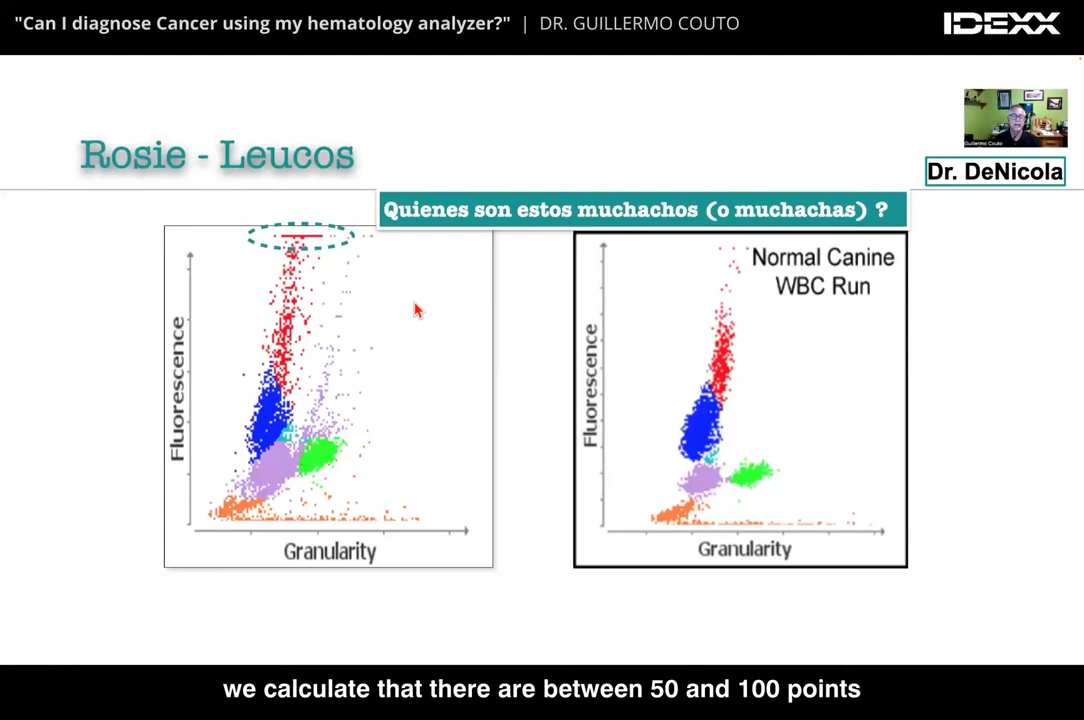 "Can I diagnose Cancer using my hematology analyzer?" | DR. GUILLERMO COUTO
IDEXX
Guillermo Couto
Rosie - Leucos
Dr. DeNicola
Quienes son estos muchachos (o muchachas) ?
Fluorescence
Granularity
Normal Canine
WBC Run
Fluorescence
Granularity
we calculate that there are between 50 and 100 points